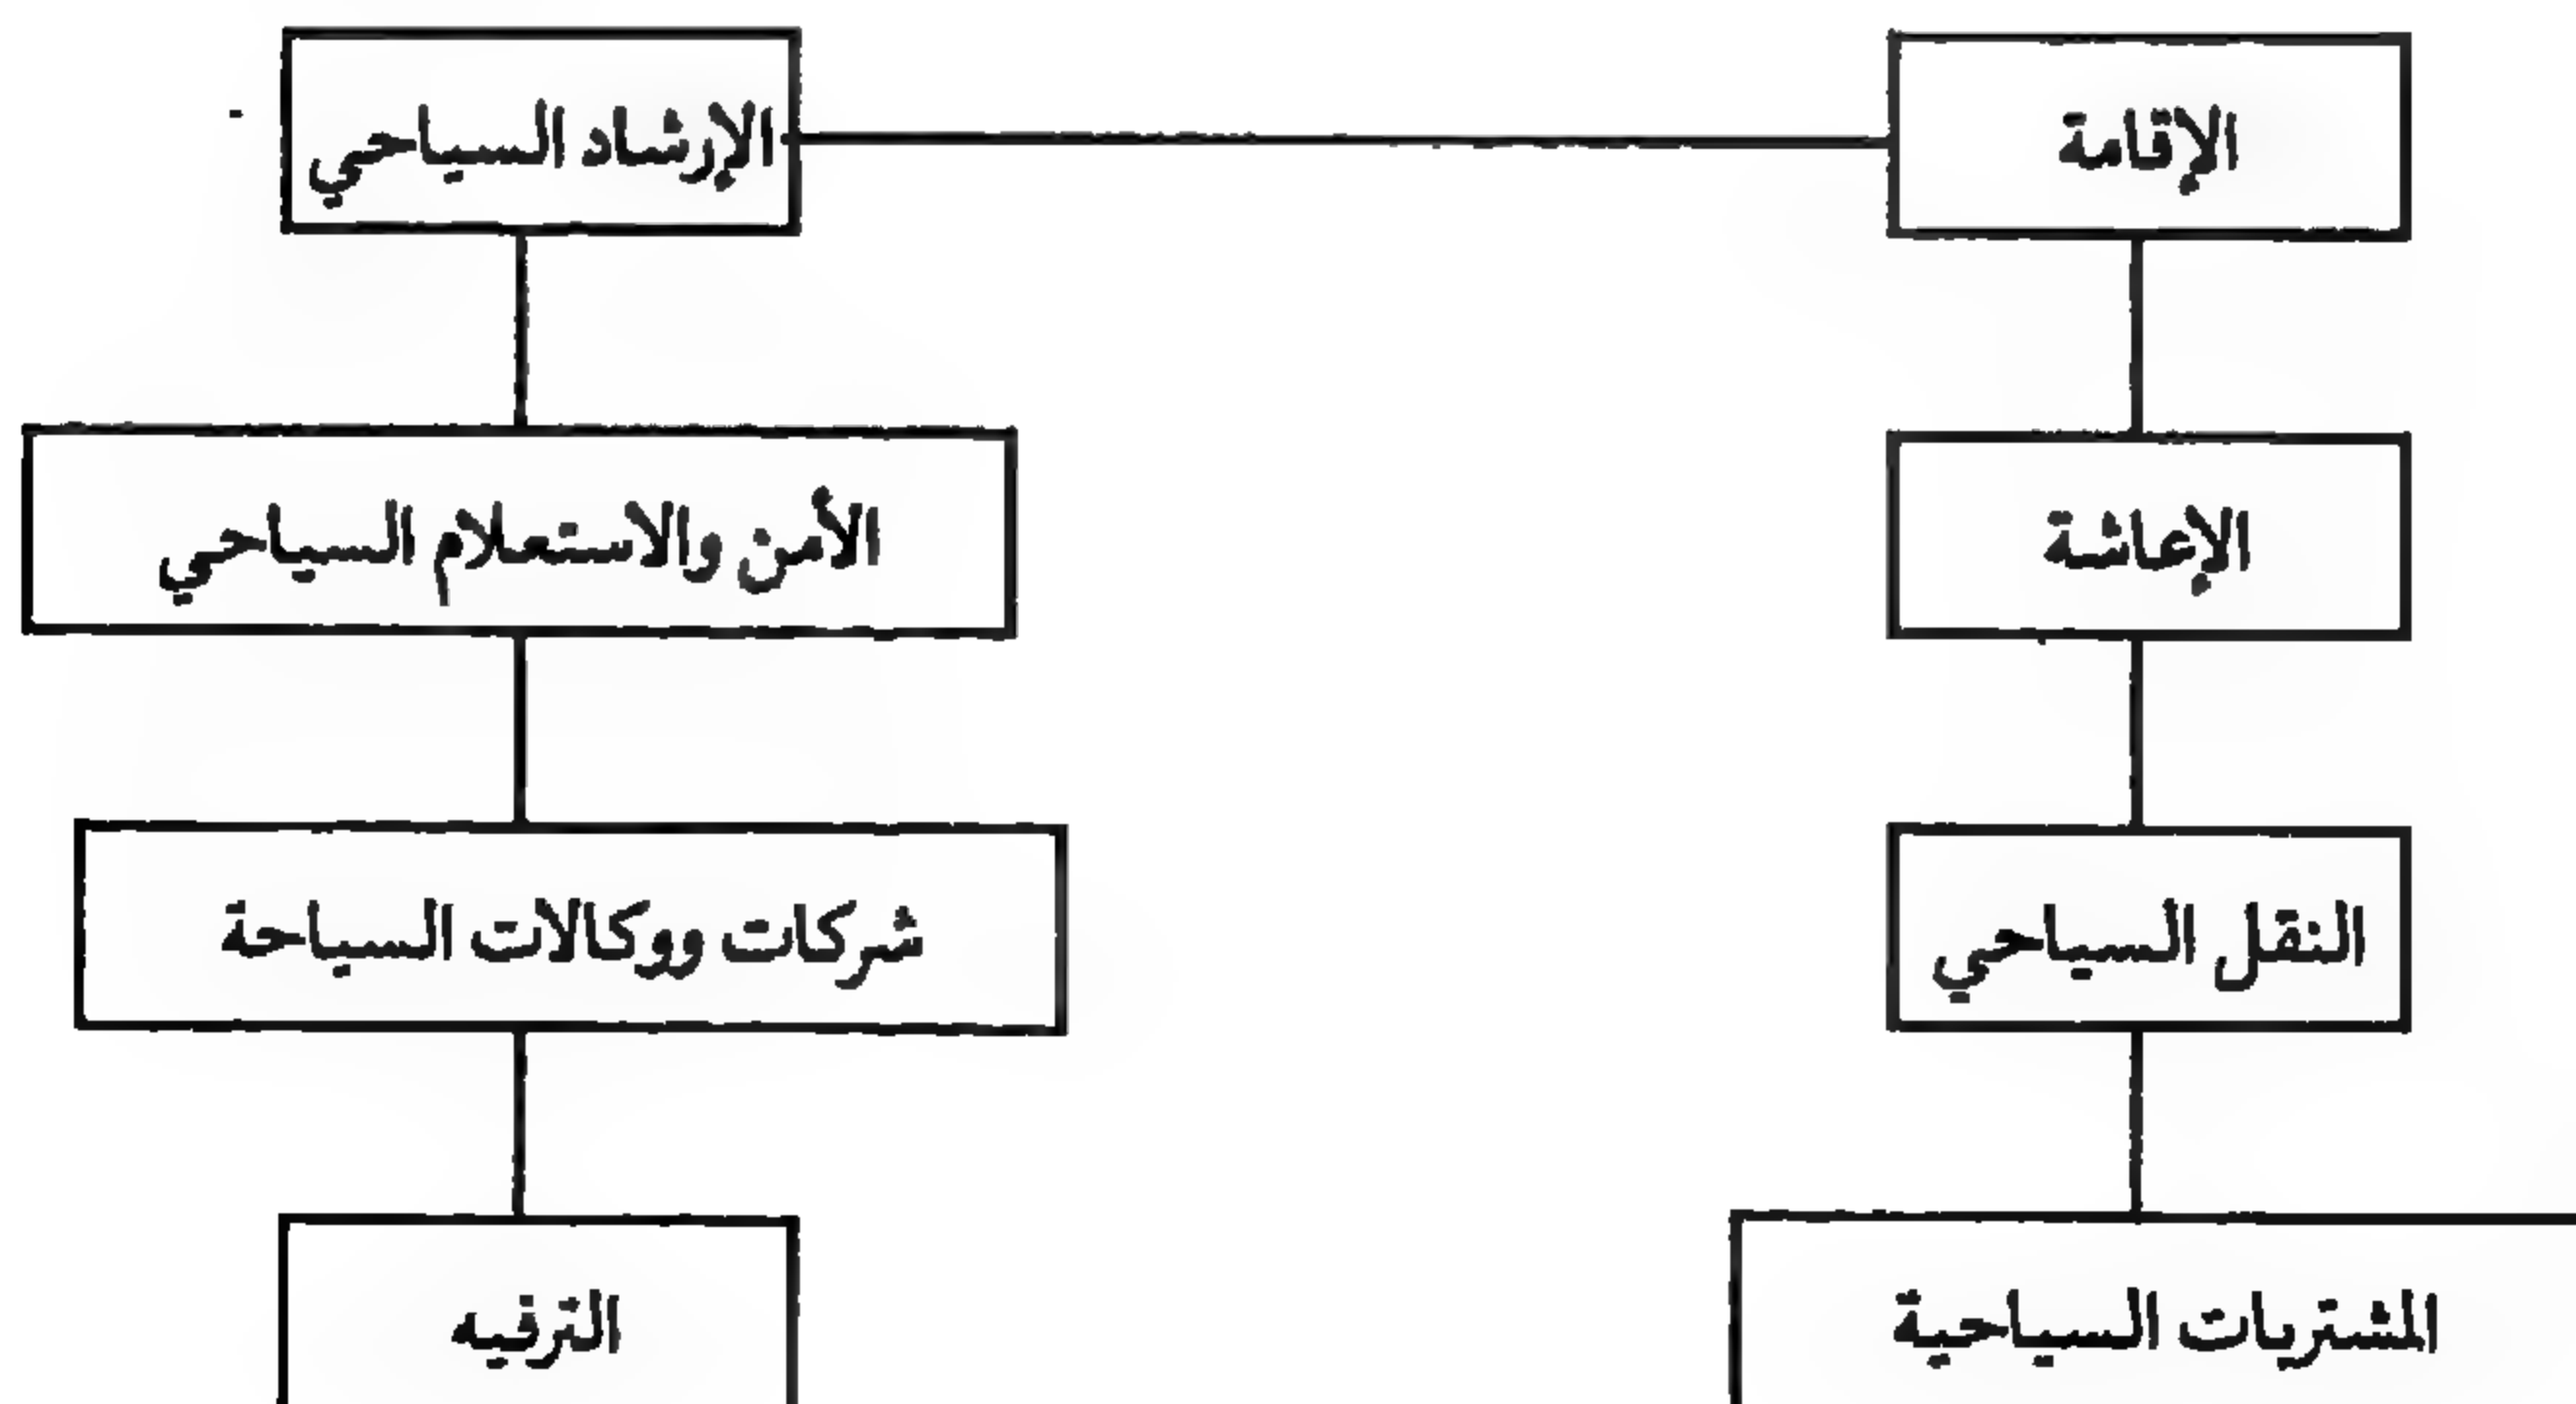 الإقامة
الإرشاد السياحي
الإعاشة
الأمن والاستعلام السياحي
النقل السياحي
شركات ووكالات السياحة
المشتريات السياحية
الترفيه